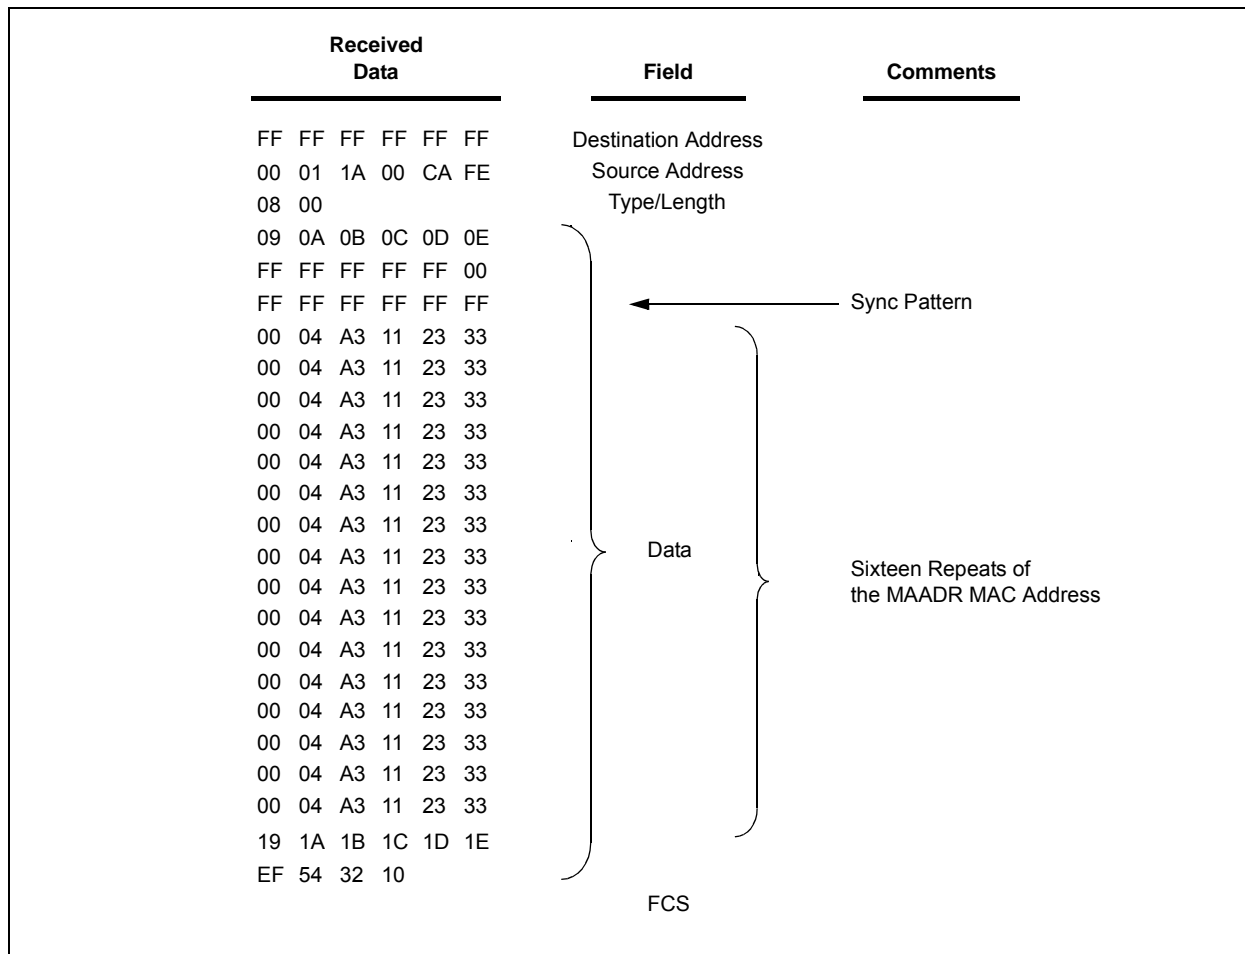 Received
Data
Field
Comments
FF FF FF FF FF FF Destination Address
00 01 1A 00 CA FE Source Address
08 00 Type/Length
09 0A 0B 0C 0D 0E
FF FF FF FF FF 00
FF FF FF FF FF FF Sync Pattern
00 04 A3 11 23 33
00 04 A3 11 23 33
00 04 A3 11 23 33
00 04 A3 11 23 33
00 04 A3 11 23 33
00 04 A3 11 23 33
00 04 A3 11 23 33
00 04 A3 11 23 33
Data
00 04 A3 11 23 33
Sixteen Repeats of
the MAADR MAC Address
00 04 A3 11 23 33
00 04 A3 11 23 33
00 04 A3 11 23 33
00 04 A3 11 23 33
00 04 A3 11 23 33
00 04 A3 11 23 33
00 04 A3 11 23 33
19 1A 1B 1C 1D 1E
EF 54 32 10
FCS